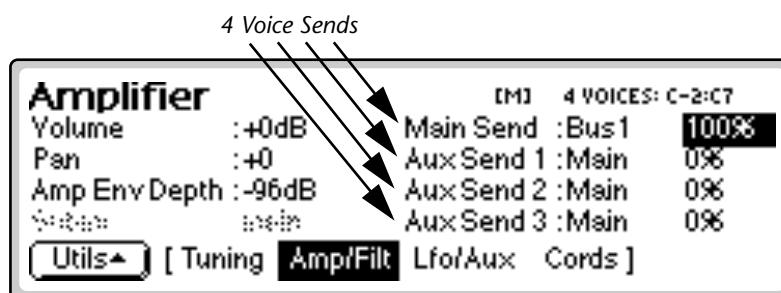 4 Voice Sends
Amplifier [M] 4 VOICES: C-2:C7
Volume :+0dB Main Send :Bus1 100%
Pan :+0 Aux Send 1 :Main 0%
Amp Env Depth :-96dB Aux Send 2 :Main 0%
Aux Send 3 :Main 0%
Utils▲ [ Tuning Amp/Filt Lfo/Aux Cords ]